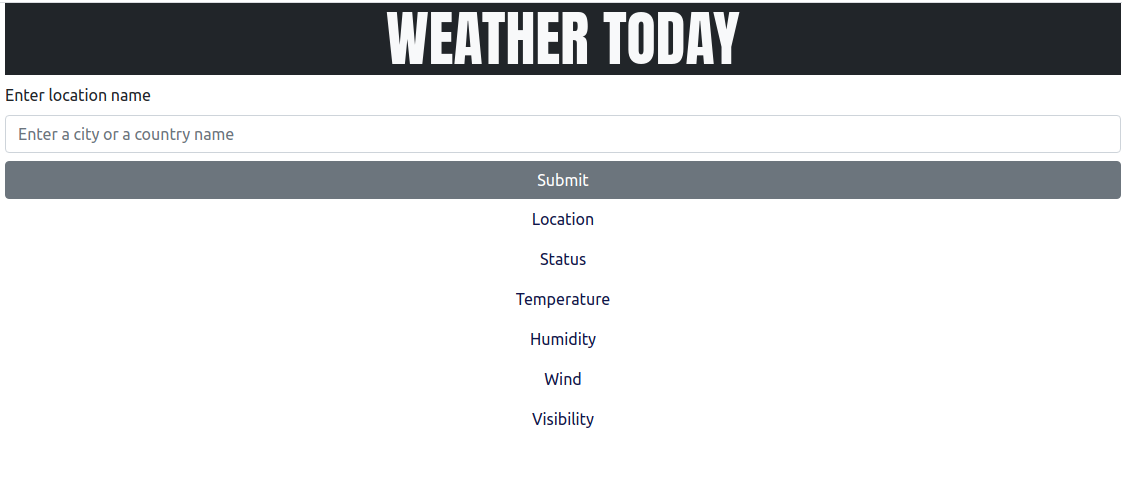 WEATHER TODAY
Enter location name
Enter a city or a country name
Submit
Location
Status
Temperature
Humidity
Wind
Visibility